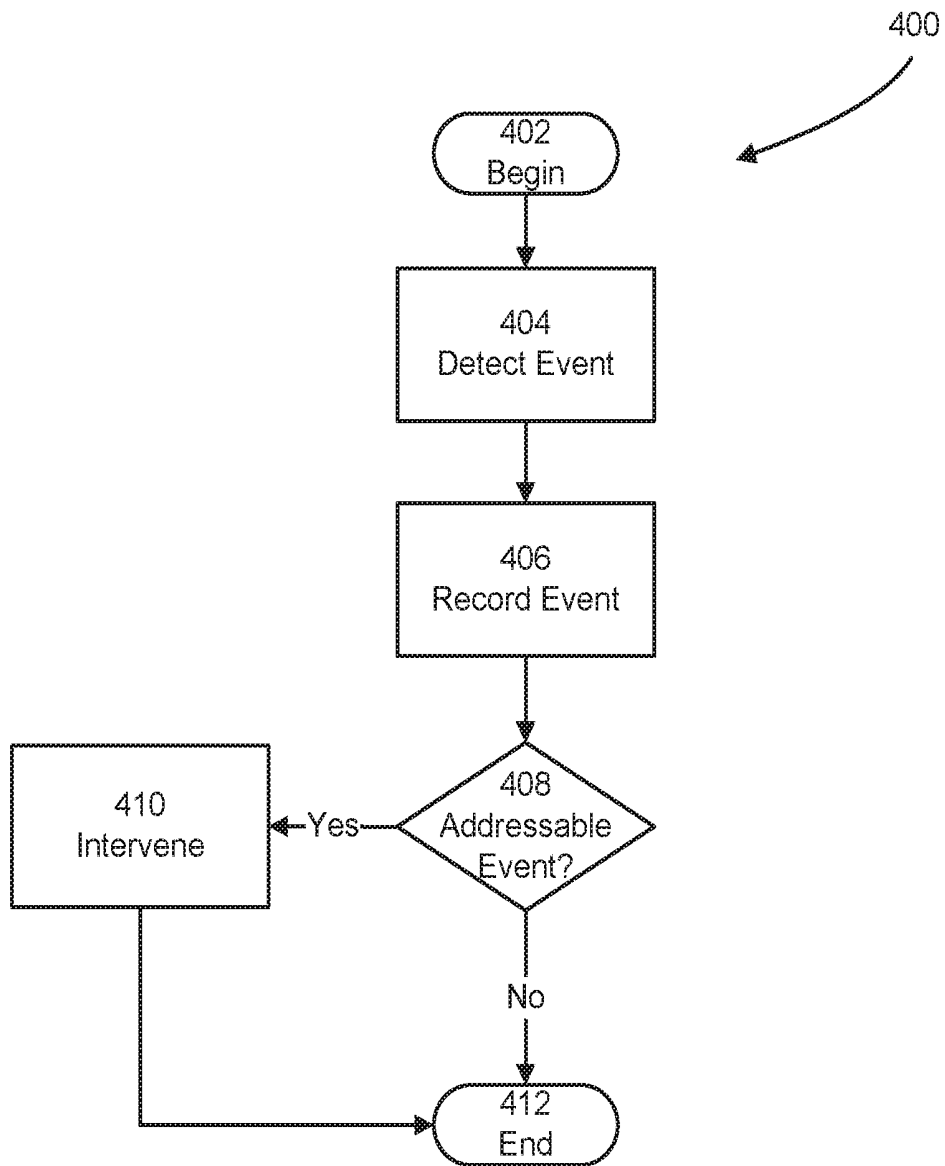 400
402
Begin
404
Detect Event
406
Record Event
408
Addressable
Event?
Yes
410
Intervene
No
412
End